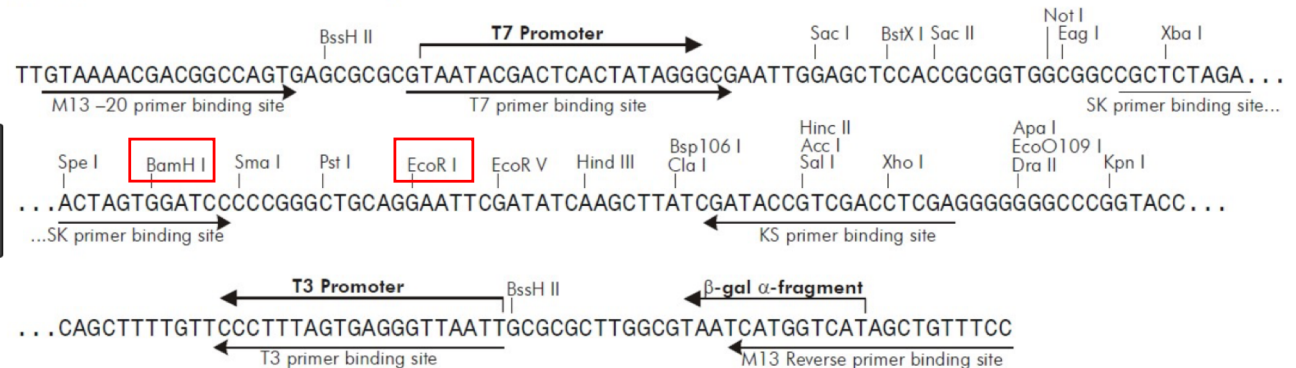 Not I
BssH II T7 Promoter Sac I BstX I Sac II Eag I Xba I
TTGTAAAACGACGGCCAGTGAGCGCGCGTAATACGACTCACTATAGGGCGAATTGGAGCTCCACCGCGGTGGCGGCCGCTCTAGA...
M13 –20 primer binding site T7 primer binding site SK primer binding site...
Hinc II Apa I
Bsp106 I Acc I EcoO109 I
Spe I BamH I Sma I Pst I EcoR I EcoR V Hind III Cla I Sal I Xho I Dra II Kpn I
...ACTAGTGGATCCCCCGGGCTGCAGGAATTCGATATCAAGCTTATCGATACCGTCGACCTCGAGGGGGGGCCCGGTACC...
...SK primer binding site KS primer binding site
T3 Promoter BssH II β-gal α-fragment
...CAGCTTTTGTTCCCTTTAGTGAGGGTTAATTGCGCGCTTGGCGTAATCATGGTCATAGCTGTTTCC
T3 primer binding site M13 Reverse primer binding site